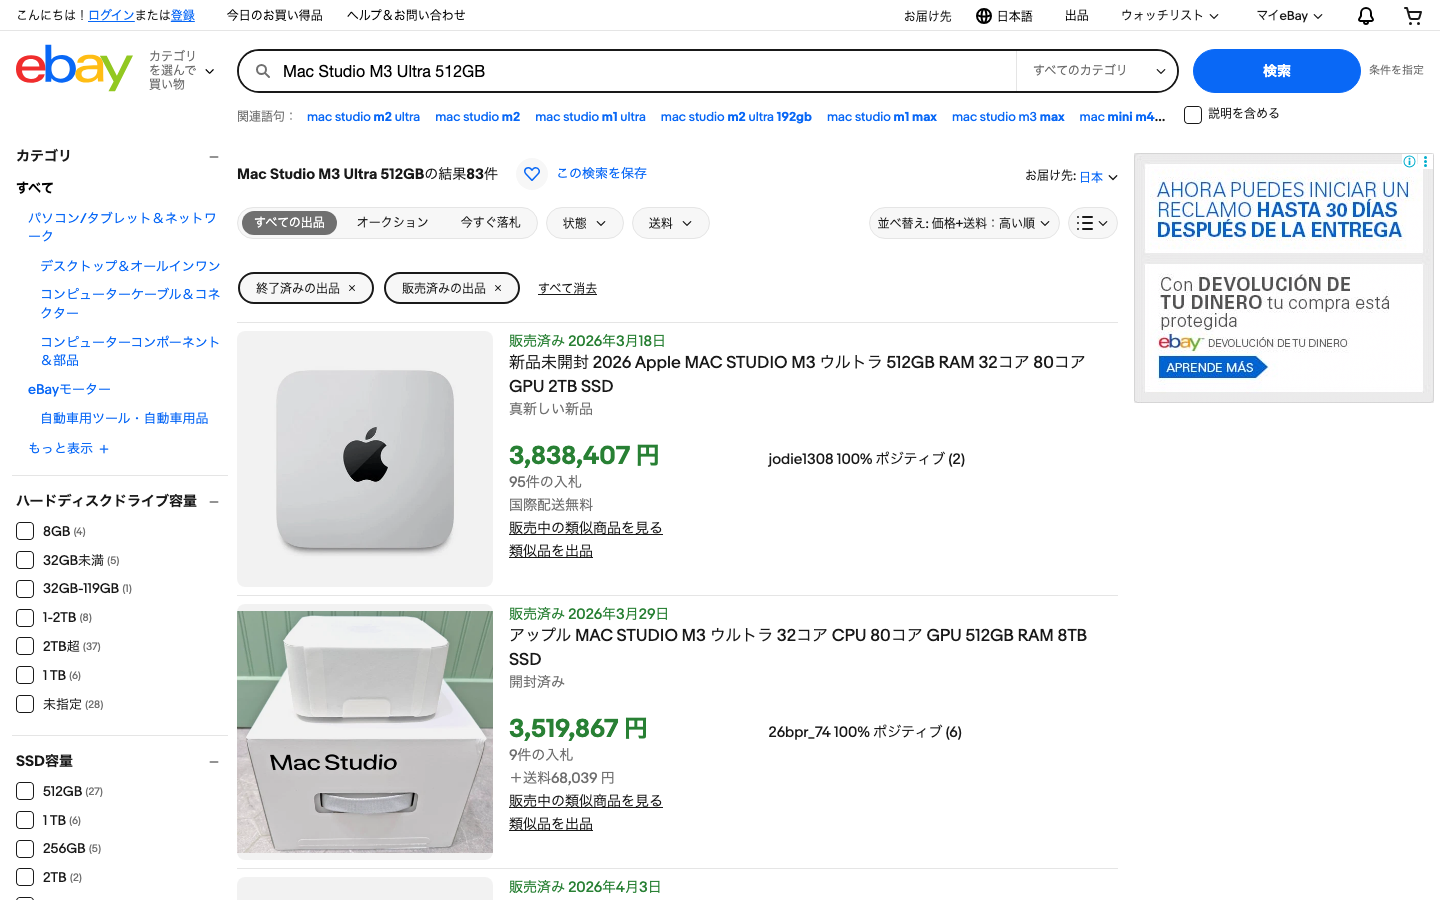 こんにちは！ログインまたは登録
今日のお買い得品
ヘルプ＆お問い合わせ
お届け先
日本語
出品
ウォッチリスト
マイeBay
ebay
カテゴリを選んで買い物
Mac Studio M3 Ultra 512GB
すべてのカテゴリ
検索
条件を指定
関連語句：
mac studio m2 ultra
mac studio m2
mac studio m1 ultra
mac studio m2 ultra 192gb
mac studio m1 max
mac studio m3 max
mac mini m4...
説明を含める
カテゴリ
すべて
パソコン/タブレット＆ネットワーク
デスクトップ＆オールインワン
コンピューターケーブル＆コネクター
コンピューターコンポーネント＆部品
eBayモーター
自動車用ツール・自動車用品
もっと表示
ハードディスクドライブ容量
8GB (4)
32GB未満 (5)
32GB-119GB (1)
1-2TB (8)
2TB超 (37)
1 TB (6)
未指定 (28)
SSD容量
512GB (27)
1 TB (6)
256GB (5)
2TB (2)
Mac Studio M3 Ultra 512GBの結果83件
この検索を保存
お届け先: 日本
すべての出品
オークション
今すぐ落札
状態
送料
並べ替え: 価格+送料：高い順
終了済みの出品 ×
販売済みの出品 ×
すべて消去
販売済み 2026年3月18日
新品未開封 2026 Apple MAC STUDIO M3 ウルトラ 512GB RAM 32コア 80コア
GPU 2TB SSD
真新しい新品
3,838,407 円
jodie1308 100% ポジティブ (2)
95件の入札
国際配送無料
販売中の類似商品を見る
類似品を出品
Mac Studio
販売済み 2026年3月29日
アップル MAC STUDIO M3 ウルトラ 32コア CPU 80コア GPU 512GB RAM 8TB
SSD
開封済み
3,519,867 円
26bpr_74 100% ポジティブ (6)
9件の入札
＋送料68,039 円
販売中の類似商品を見る
類似品を出品
販売済み 2026年4月3日
AHORA PUEDES INICIAR UN
RECLAMO HASTA 30 DÍAS
DESPUÉS DE LA ENTREGA
Con DEVOLUCIÓN DE
TU DINERO tu compra está
protegida
ebay DEVOLUCIÓN DE TU DINERO
APRENDE MÁS